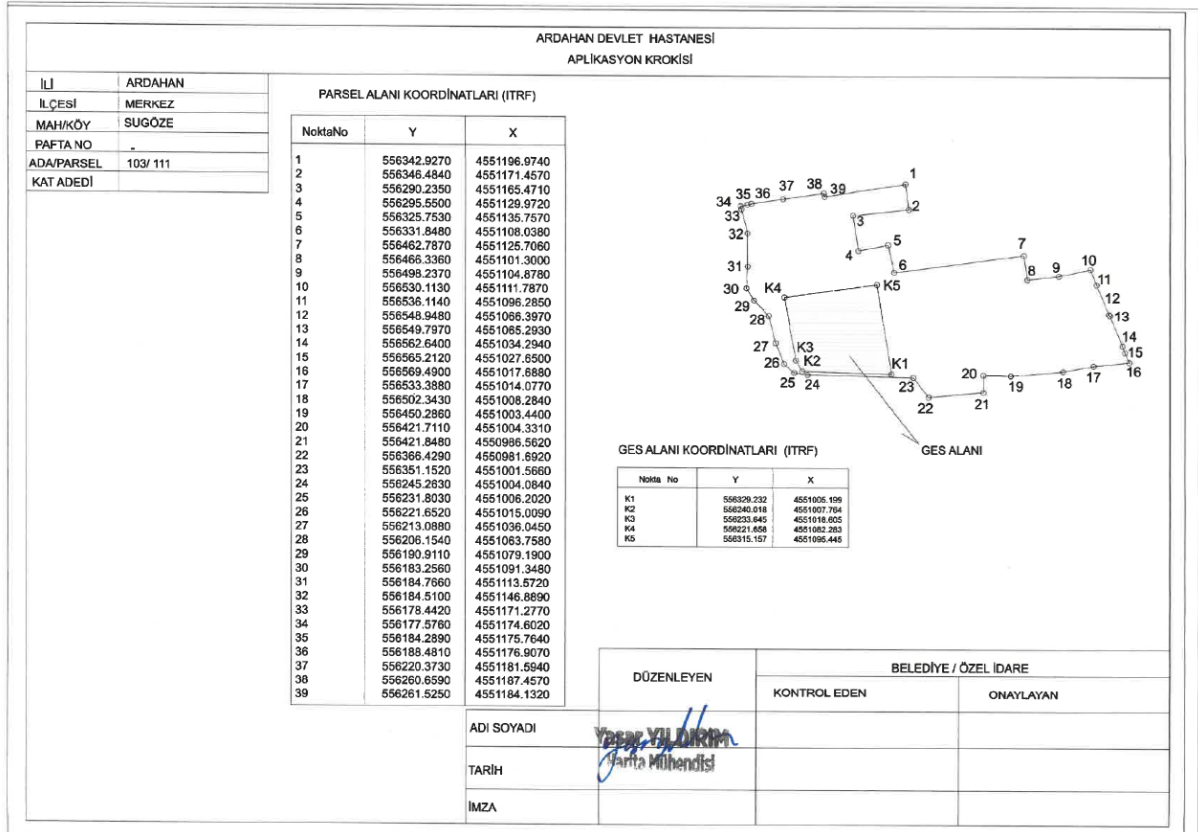 ARDAHAN DEVLET HASTANESİ
APLİKASYON KROKİSİ
İLİ ARDAHAN
İLÇESİ MERKEZ
MAH/KÖY SUGÖZE
PAFTA NO -
ADA/PARSEL 103/ 111
KAT ADEDİ
PARSEL ALANI KOORDİNATLARI (ITRF)
NoktaNo Y X
1 556342.9270 4551196.9740
2 556346.4840 4551171.4570
3 556290.2350 4551165.4710
4 556295.5500 4551129.9720
5 556325.7530 4551135.7570
6 556331.8480 4551108.0380
7 556462.7870 4551125.7060
8 556466.3360 4551101.3000
9 556498.2370 4551104.8780
10 556530.1130 4551111.7870
11 556536.1140 4551096.2850
12 556548.9480 4551066.3970
13 556549.7970 4551065.2930
14 556562.6400 4551034.2940
15 556565.2120 4551027.6500
16 556569.4900 4551017.6880
17 556533.3880 4551014.0770
18 556502.3430 4551008.2840
19 556450.2860 4551003.4400
20 556421.7110 4551004.3310
21 556421.8480 4550986.5620
22 556366.4290 4550981.6920
23 556351.1520 4551001.5660
24 556245.2630 4551004.0840
25 556231.8030 4551006.2020
26 556221.6520 4551015.0090
27 556213.0880 4551036.0450
28 556206.1540 4551063.7580
29 556190.9110 4551079.1900
30 556183.2560 4551091.3480
31 556184.7660 4551113.5720
32 556184.5100 4551146.8890
33 556178.4420 4551171.2770
34 556177.5760 4551174.6020
35 556184.2890 4551175.7640
36 556188.4810 4551176.9070
37 556220.3730 4551181.5940
38 556260.6590 4551187.4570
39 556261.5250 4551184.1320
1
2
3
4
5
6
7
8
9
10
11
12
13
14
15
16
17
18
19
20
21
22
23
24
25
26
27
28
29
30
31
32
33
34
35
36
37
38
39
K1
K2
K3
K4
K5
GES ALANI
GES ALANI KOORDİNATLARI (ITRF)
Nokta No Y X
K1 556329.232 4551005.199
K2 556240.018 4551007.764
K3 556233.645 4551018.605
K4 556221.658 4551082.283
K5 556315.157 4551095.445
DÜZENLEYEN
BELEDİYE / ÖZEL İDARE
KONTROL EDEN ONAYLAYAN
ADI SOYADI
Yaşar YILDIRIM
Harita Mühendisi
TARİH
İMZA